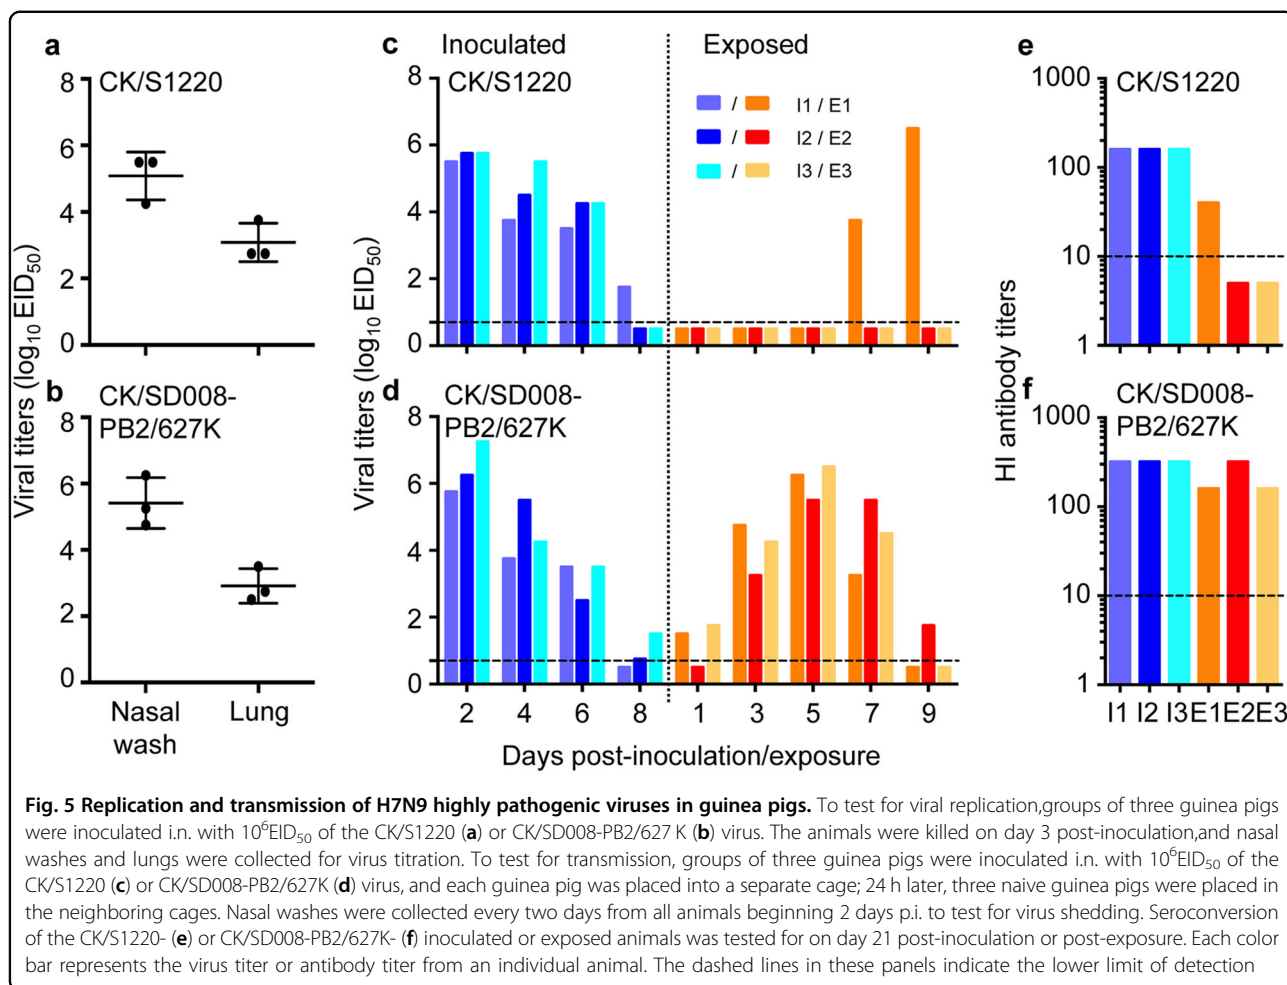 a
CK/S1220
8
6
4
2
0
Viral titers (log10 EID50)
b
CK/SD008-
PB2/627K
8
6
4
2
0
Nasal wash
Lung
c
Inoculated
Exposed
CK/S1220
8
6
4
2
0
/ I1 / E1
/ I2 / E2
/ I3 / E3
Viral titers (log10 EID50)
d
CK/SD008-
PB2/627K
8
6
4
2
0
2 4 6 8 1 3 5 7 9
Days post-inoculation/exposure
e
CK/S1220
1000
100
10
1
HI antibody titers
f
CK/SD008-
PB2/627K
1000
100
10
1
I1 I2 I3 E1 E2 E3
Fig. 5 Replication and transmission of H7N9 highly pathogenic viruses in guinea pigs. To test for viral replication,groups of three guinea pigs
were inoculated i.n. with 10^6EID50 of the CK/S1220 (a) or CK/SD008-PB2/627 K (b) virus. The animals were killed on day 3 post-inoculation,and nasal
washes and lungs were collected for virus titration. To test for transmission, groups of three guinea pigs were inoculated i.n. with 10^6EID50 of the
CK/S1220 (c) or CK/SD008-PB2/627K (d) virus, and each guinea pig was placed into a separate cage; 24 h later, three naive guinea pigs were placed in
the neighboring cages. Nasal washes were collected every two days from all animals beginning 2 days p.i. to test for virus shedding. Seroconversion
of the CK/S1220- (e) or CK/SD008-PB2/627K- (f) inoculated or exposed animals was tested for on day 21 post-inoculation or post-exposure. Each color
bar represents the virus titer or antibody titer from an individual animal. The dashed lines in these panels indicate the lower limit of detection